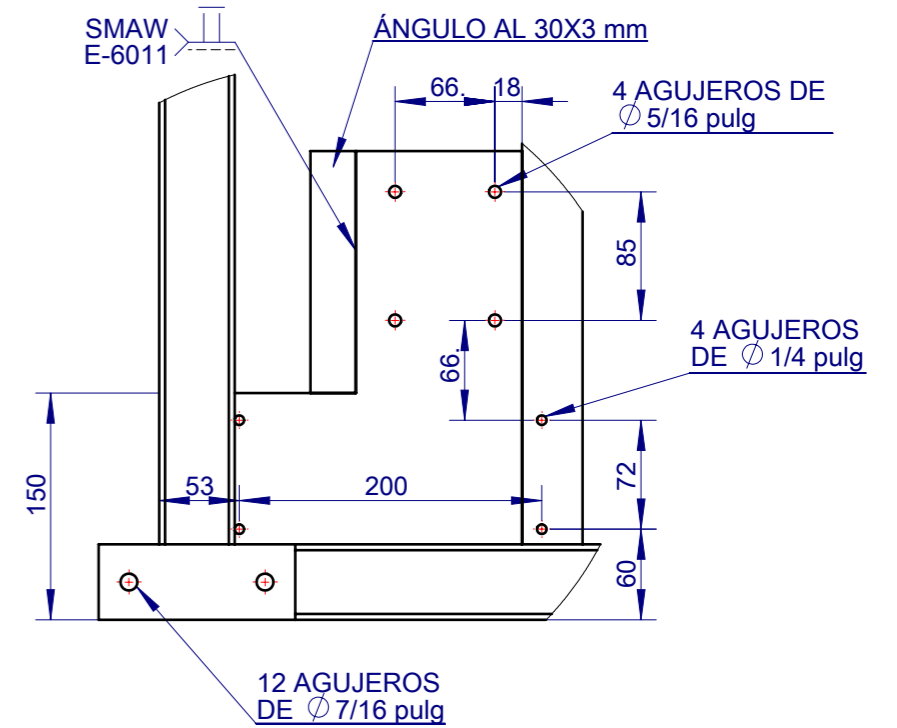 SMAW
E-6011
ÁNGULO AL 30X3 mm
66.
18
4 AGUJEROS DE
∅ 5/16 pulg
85
4 AGUJEROS
DE ∅ 1/4 pulg
66.
150
53
200
72
60
12 AGUJEROS
DE ∅ 7/16 pulg